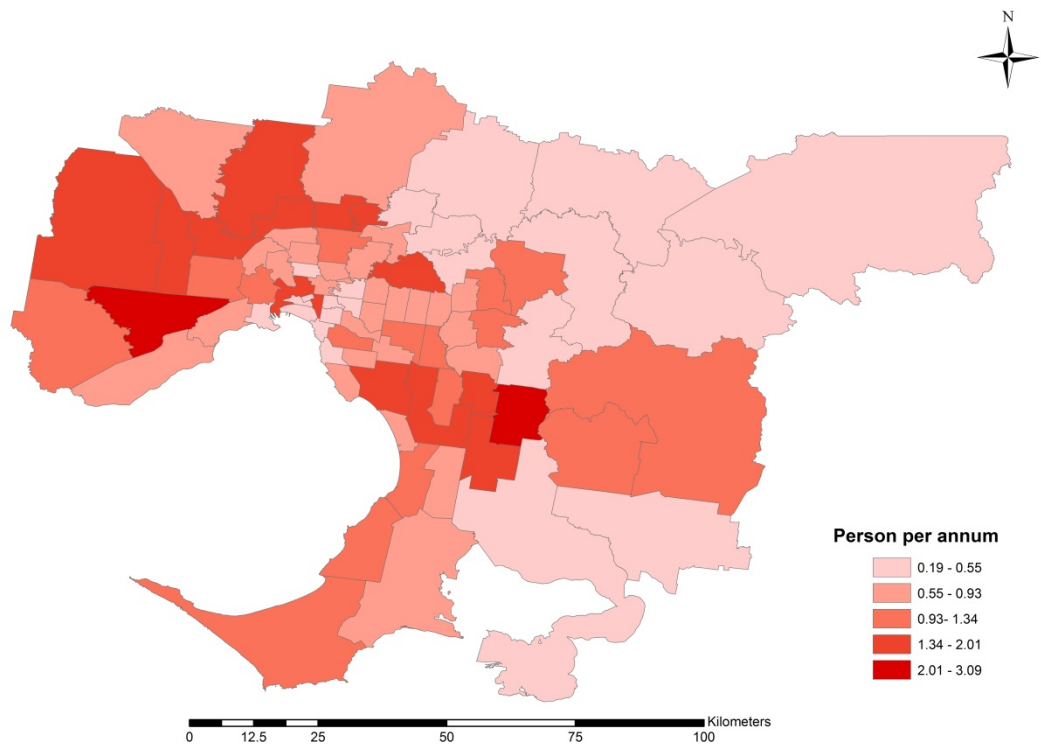 N
Person per annum
0.19 - 0.55
0.55 - 0.93
0.93- 1.34
1.34 - 2.01
2.01 - 3.09
Kilometers
0 12.5 25 50 75 100